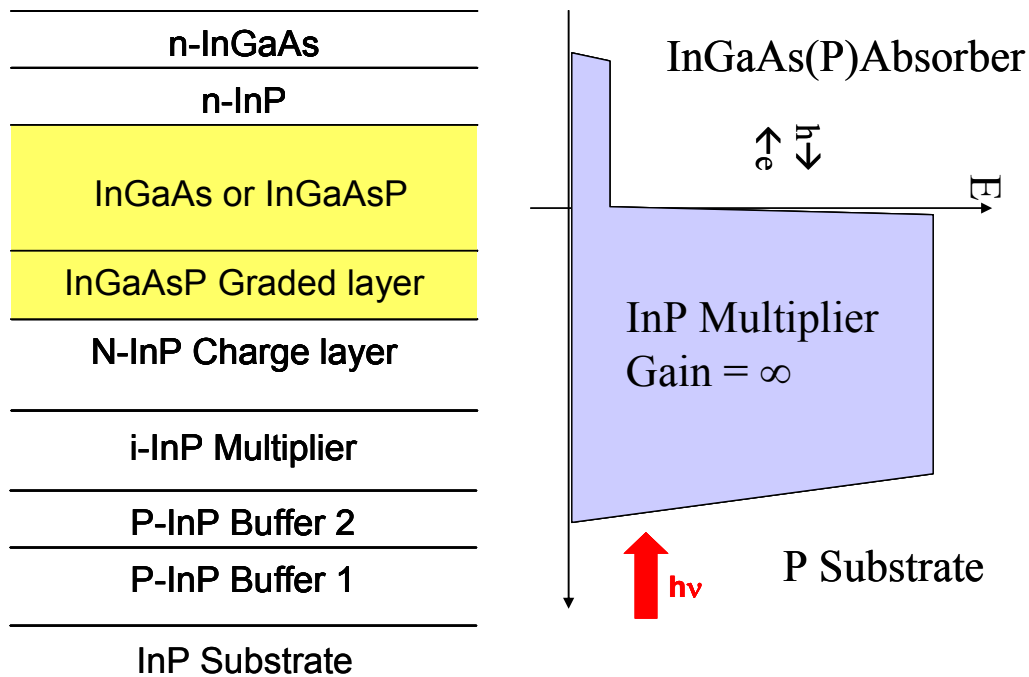 n-InGaAs
n-InP
InGaAs or InGaAsP
InGaAsP Graded layer
N-InP Charge layer
i-InP Multiplier
P-InP Buffer 2
P-InP Buffer 1
InP Substrate
InGaAs(P)Absorber
h
e
E
InP Multiplier
Gain = ∞
hν
P Substrate